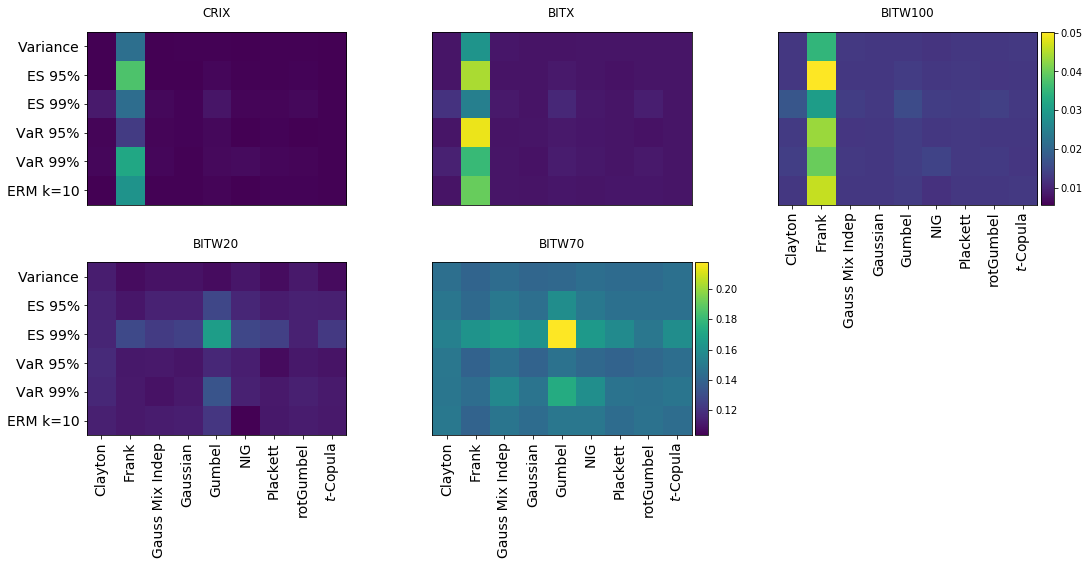 CRIX
BITX
BITW100
Variance
ES 95%
ES 99%
VaR 95%
VaR 99%
ERM k=10
0.05
0.04
0.03
0.02
0.01
Clayton
Frank
Gauss Mix Indep
Gaussian
Gumbel
NIG
Plackett
rotGumbel
t-Copula
BITW20
BITW70
Variance
ES 95%
ES 99%
VaR 95%
VaR 99%
ERM k=10
0.20
0.18
0.16
0.14
0.12
Clayton
Frank
Gauss Mix Indep
Gaussian
Gumbel
NIG
Plackett
rotGumbel
t-Copula
Clayton
Frank
Gauss Mix Indep
Gaussian
Gumbel
NIG
Plackett
rotGumbel
t-Copula